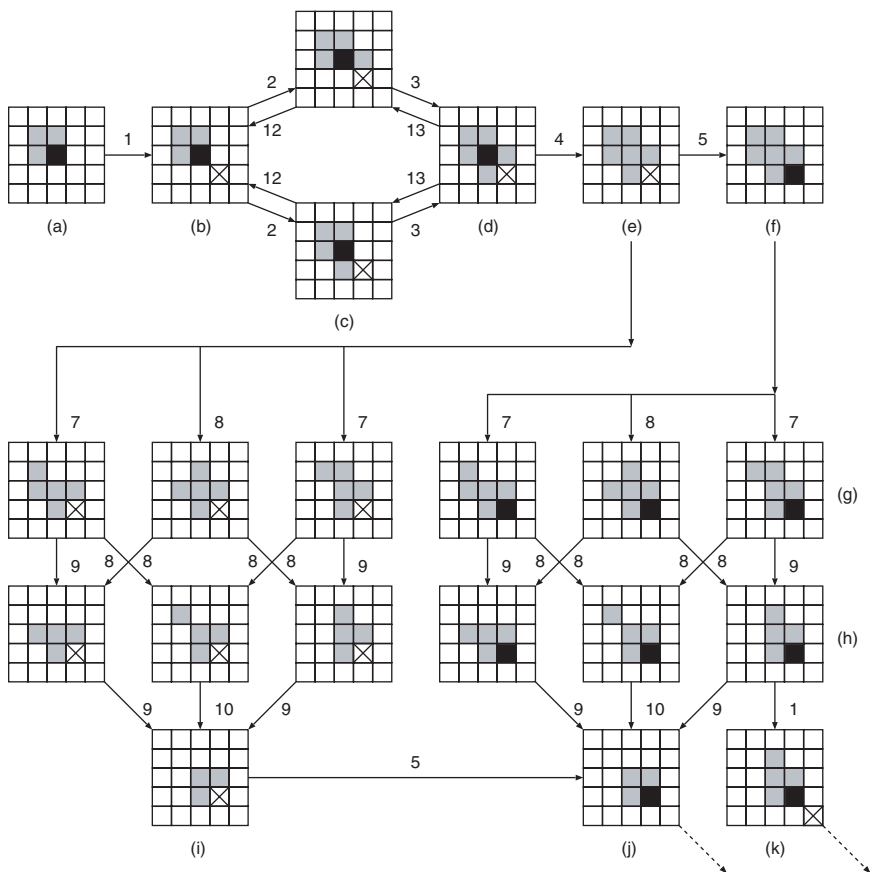 2 3
12 13
1 4 5
12 13
2 3
(a) (b) (d) (e) (f)
(c)
7 8 7 7 8 7
(g)
9 8 8 8 8 9 9 8 8 8 8 9
(h)
9 10 9 9 10 9 1
5
(i) (j) (k)